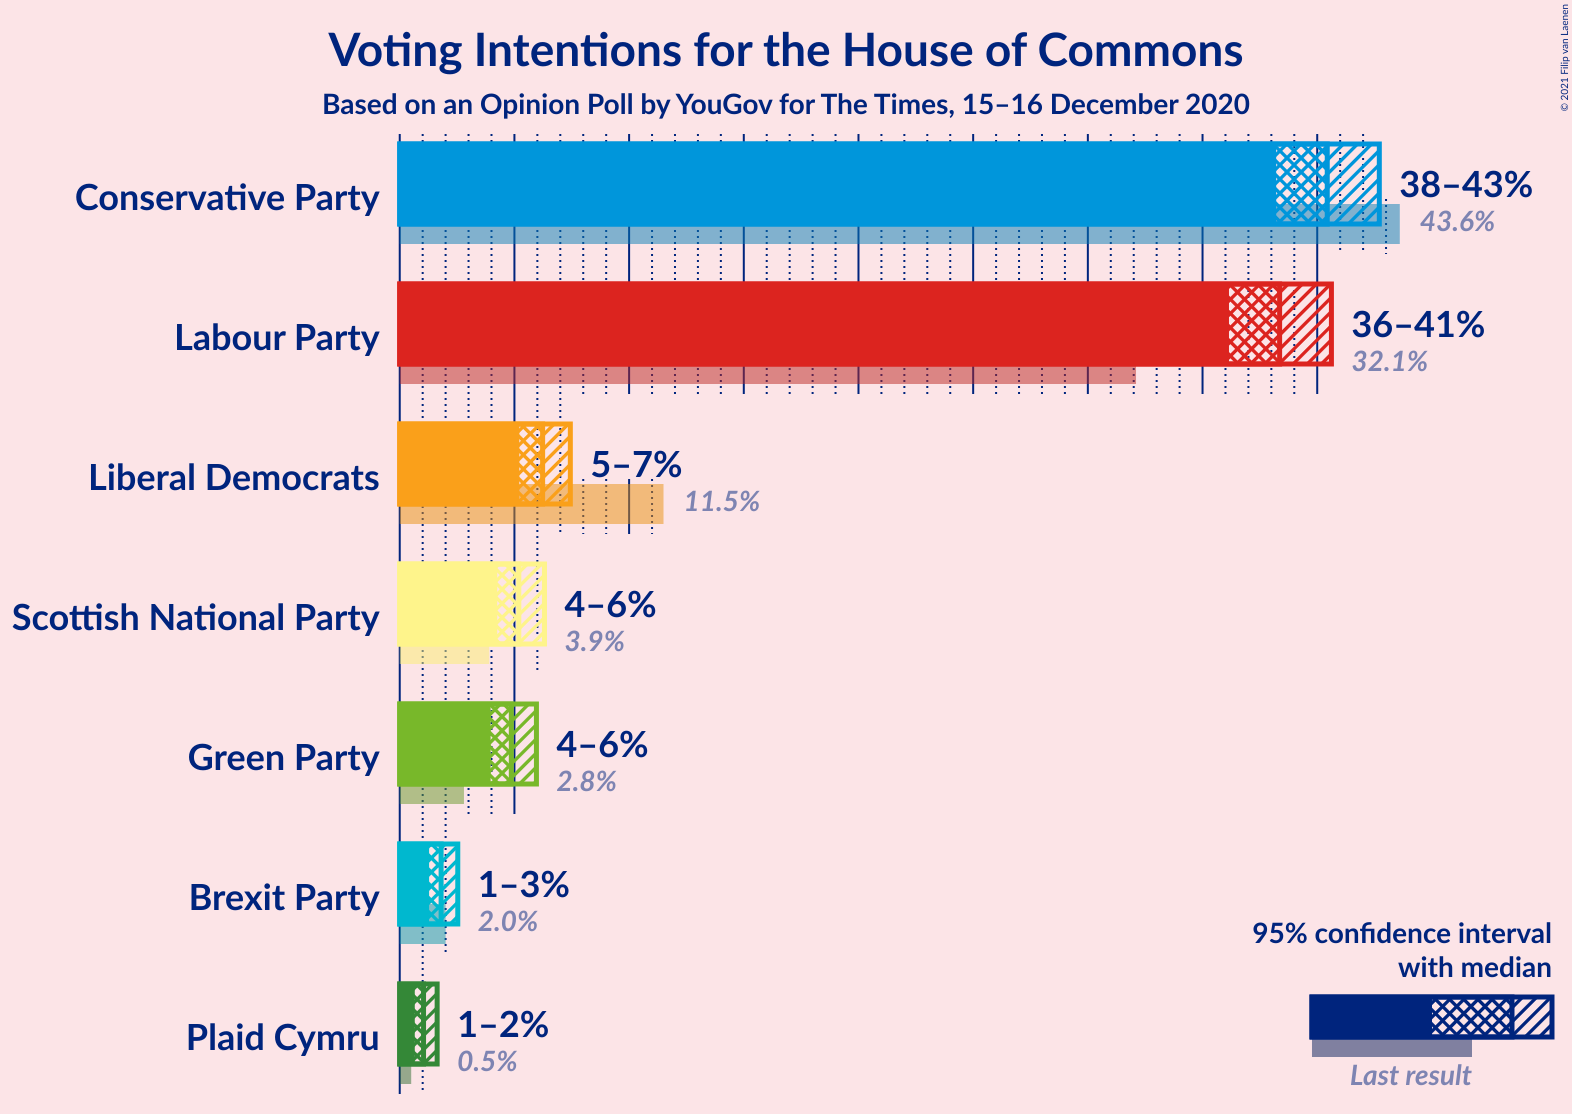 Voting Intentions for the House of Commons
Based on an Opinion Poll by YouGov for The Times, 15–16 December 2020
© 2021 Filip van Laenen
Conservative Party
38–43%
43.6%
Labour Party
36–41%
32.1%
Liberal Democrats
5–7%
11.5%
Scottish National Party
4–6%
3.9%
Green Party
4–6%
2.8%
Brexit Party
1–3%
2.0%
Plaid Cymru
1–2%
0.5%
95% confidence interval
with median
Last result